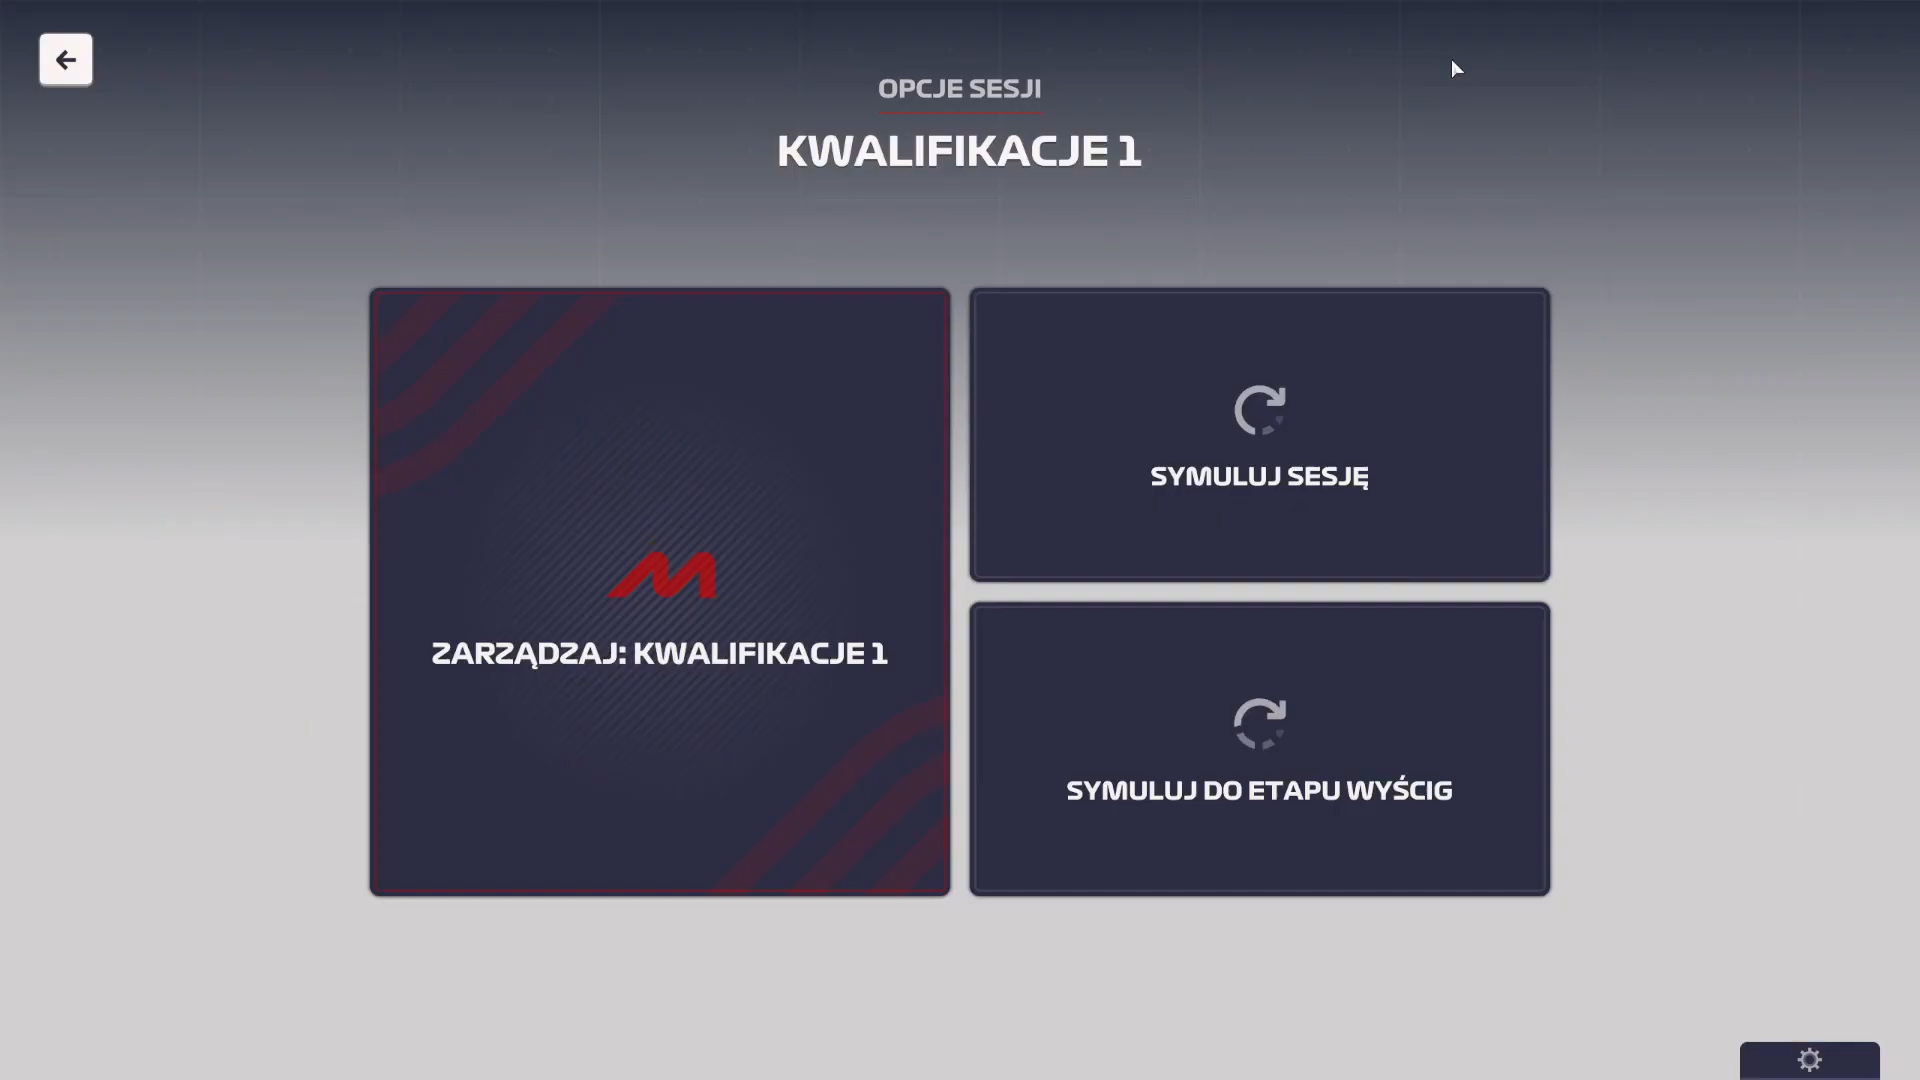 OPCJE SESJI
KWALIFIKACJE 1
ZARZĄDZAJ: KWALIFIKACJE 1
SYMULUJ SESJĘ
SYMULUJ DO ETAPU WYŚCIG